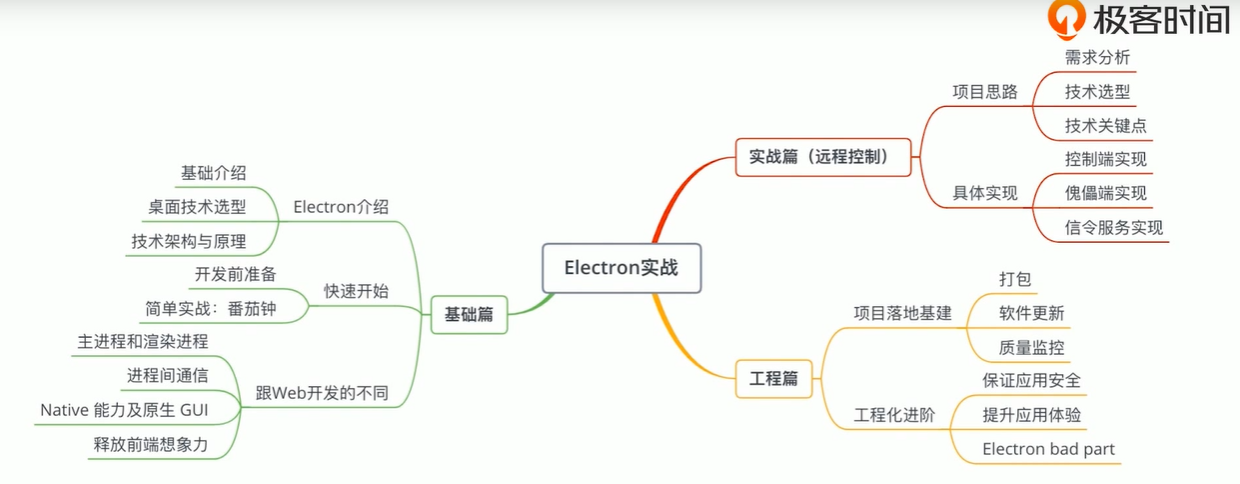 极客时间
Electron实战
基础篇
Electron介绍
基础介绍
桌面技术选型
技术架构与原理
快速开始
开发前准备
简单实战：番茄钟
跟Web开发的不同
主进程和渲染进程
进程间通信
Native 能力及原生 GUI
释放前端想象力
实战篇（远程控制）
项目思路
需求分析
技术选型
技术关键点
具体实现
控制端实现
傀儡端实现
信令服务实现
工程篇
项目落地基建
打包
软件更新
质量监控
工程化进阶
保证应用安全
提升应用体验
Electron bad part